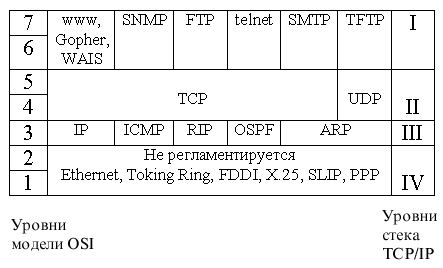 7 www, SNMP FTP telnet SMTP TFTP I
6 Gopher,
WAIS
5
TCP UDP
4 II
3 IP ICMP RIP OSPF ARP III
2 Не регламентируется
1 Ethernet, Toking Ring, FDDI, X.25, SLIP, PPP IV
Уровни
модели OSI
Уровни
стека
TCP/IP